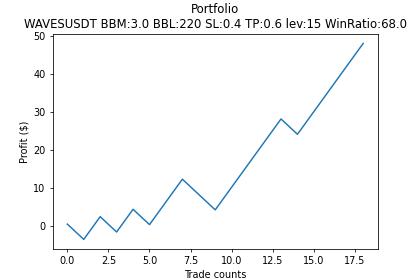 Portfolio
WAVESUSDT BBM:3.0 BBL:220 SL:0.4 TP:0.6 lev:15 WinRatio:68.0
50
40
30
20
10
0
Profit ($)
0.0 2.5 5.0 7.5 10.0 12.5 15.0 17.5
Trade counts